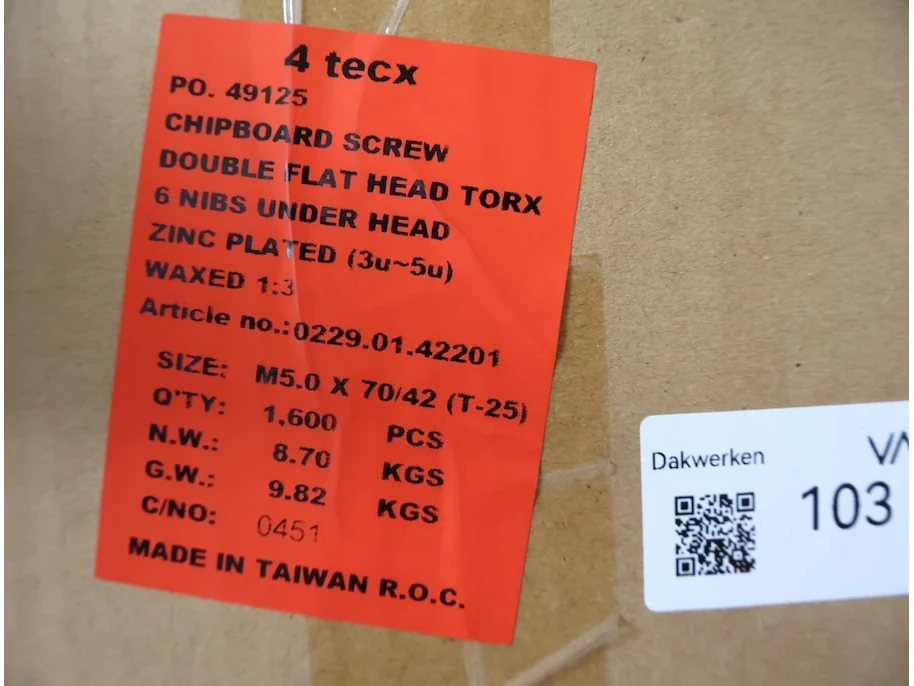 4 tecx
PO. 49125
CHIPBOARD SCREW
DOUBLE FLAT HEAD TORX
6 NIBS UNDER HEAD
ZINC PLATED (3u~5u)
WAXED 1:3
Article no.:0229.01.42201
SIZE: M5.0 X 70/42 (T-25)
Q'TY: 1,600 PCS
N.W.: 8.70 KGS
G.W.: 9.82 KGS
C/NO: 0451
MADE IN TAIWAN R.O.C.
Dakwerken
103